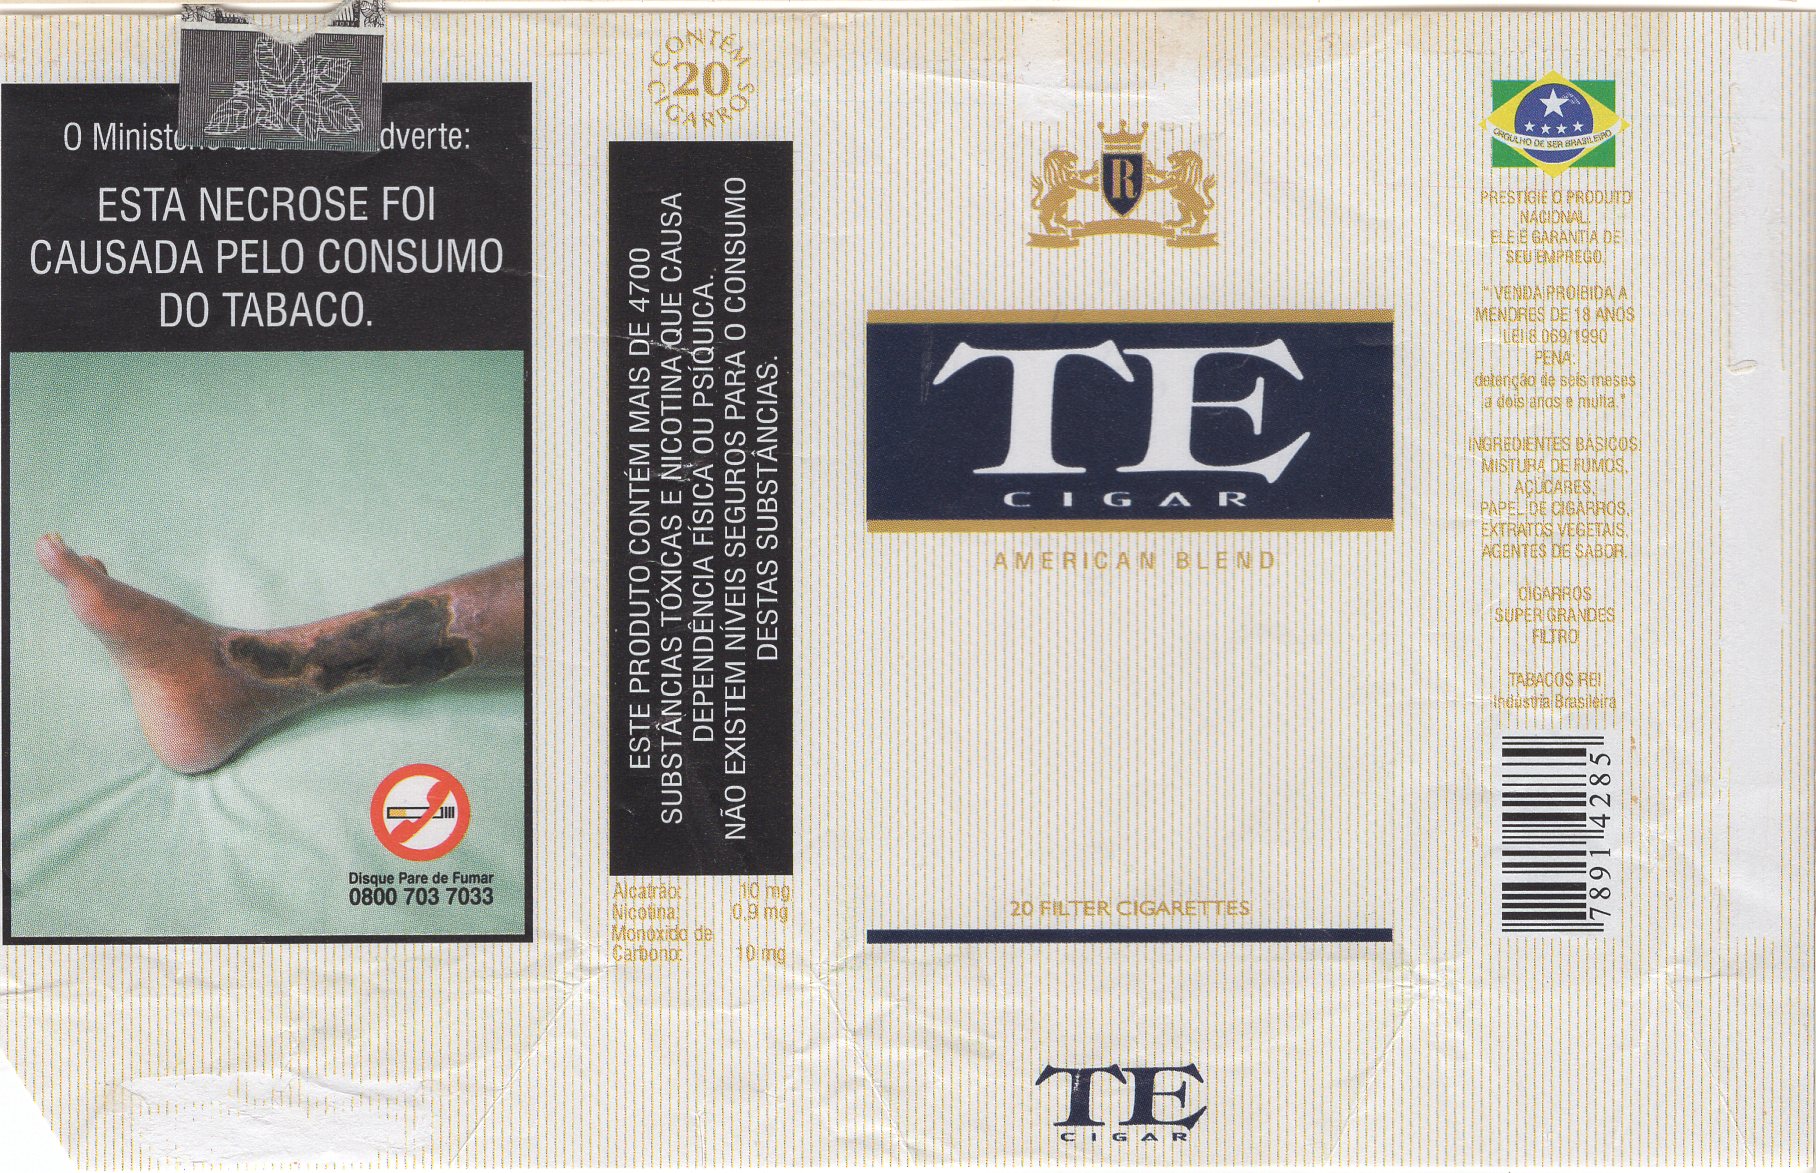 O Minist dverte:
ESTA NECROSE FOI
CAUSADA PELO CONSUMO
DO TABACO.
Disque Pare de Fumar
0800 703 7033
CONTÉM
20
CIGARROS
ESTE PRODUTO CONTÉM MAIS DE 4700
SUBSTÂNCIAS TÓXICAS E NICOTINA QUE CAUSA
DEPENDÊNCIA FÍSICA OU PSÍQUICA.
NÃO EXISTEM NÍVEIS SEGUROS PARA O CONSUMO
DESTAS SUBSTÂNCIAS.
Alcatrão: 10 mg
Nicotina: 0,9 mg
Monoxido de
Carbono: 10 mg
R
TE
CIGAR
AMERICAN BLEND
20 FILTER CIGARETTES
TE
CIGAR
ORGULHO DE SER BRASILEIRO
PRESTIGIE O PRODUTO
NACIONAL.
ELE É GARANTIA DE
SEU EMPREGO.
" VENDA PROIBIDA A
MENORES DE 18 ANOS
LEI 8.069/1990
PENA:
detenção de seis meses
a dois anos e multa."
INGREDIENTES BÁSICOS:
MISTURA DE FUMOS,
AÇÚCARES,
PAPEL DE CIGARROS,
EXTRATOS VEGETAIS,
AGENTES DE SABOR.
CIGARROS
SUPER GRANDES
FILTRO
TABACOS REI
Indústria Brasileira
78914285